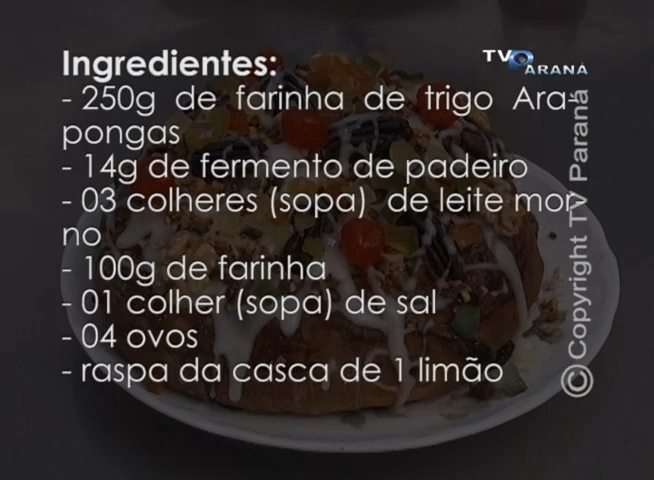 TV PARANÁ
Ingredientes:
- 250g de farinha de trigo Ara-
pongas
- 14g de fermento de padeiro
- 03 colheres (sopa) de leite mor-
no
- 100g de farinha
- 01 colher (sopa) de sal
- 04 ovos
- raspa da casca de 1 limão
© Copyright TV Paraná